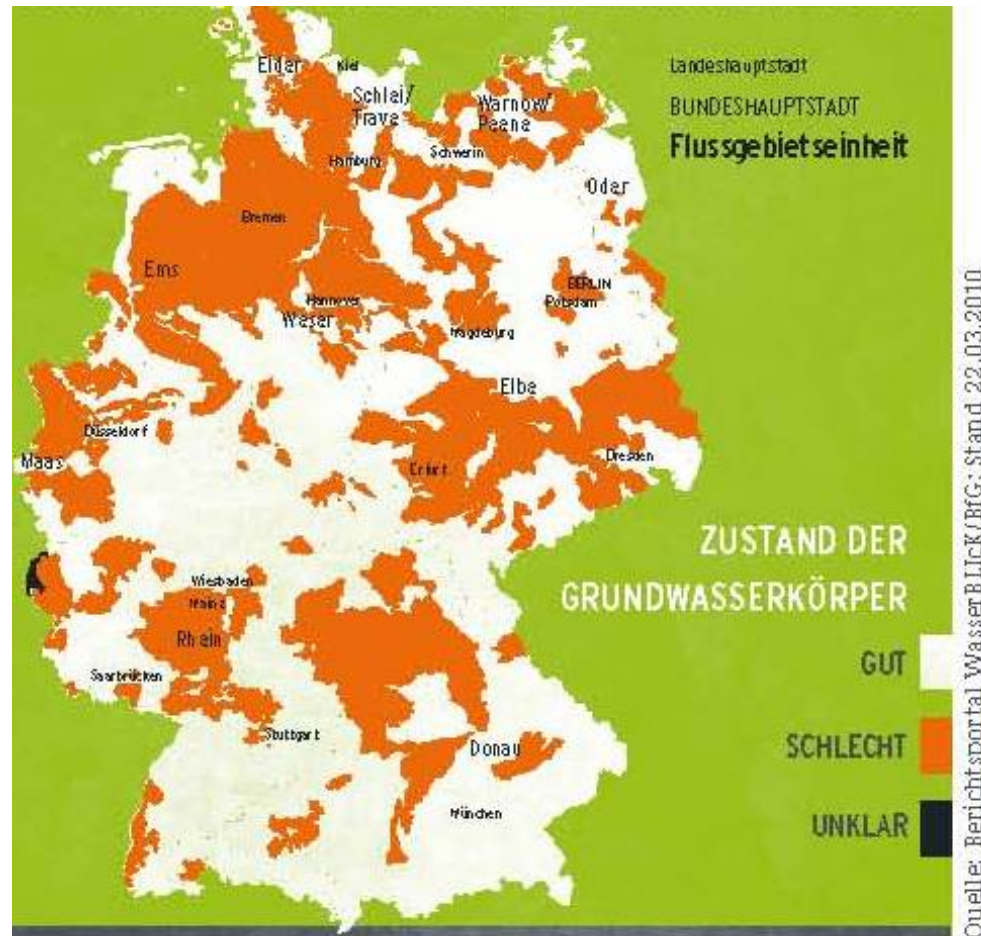 Eider
Kiel
Schlei/
Trave
Warnow/
Peene
Schwerin
Hamburg
Oder
Bremen
Ems
BERLIN
Potsdam
Hannover
Weser
Magdeburg
Elbe
Düsseldorf
Maas
Erfurt
Dresden
Wiesbaden
Mainz
Rhein
Saarbrücken
Stuttgart
Donau
München
Landeshauptstadt
BUNDESHAUPTSTADT
Flussgebietseinheit
ZUSTAND DER
GRUNDWASSERKÖRPER
GUT
SCHLECHT
UNKLAR
Quelle: Berichtsportal WasserBLIcK/BfG; Stand 22.03.2010